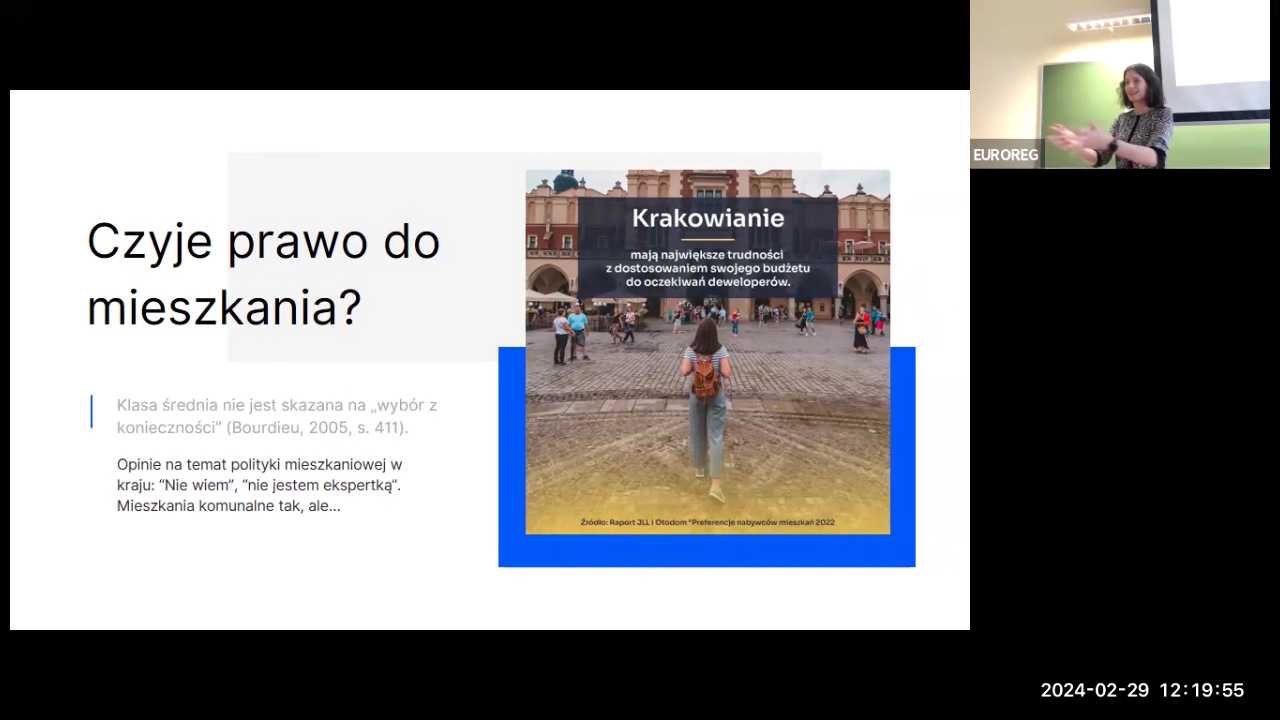 EUROREG
Czyje prawo do
mieszkania?
Klasa średnia nie jest skazana na „wybór z
konieczności” (Bourdieu, 2005, s. 411).
Opinie na temat polityki mieszkaniowej w
kraju: “Nie wiem”, “nie jestem ekspertką”.
Mieszkania komunalne tak, ale...
Krakowianie
mają największe trudności
z dostosowaniem swojego budżetu
do oczekiwań deweloperów.
Źródło: Raport JLL i Otodom "Preferencje nabywców mieszkań 2022
2024-02-29 12:19:55